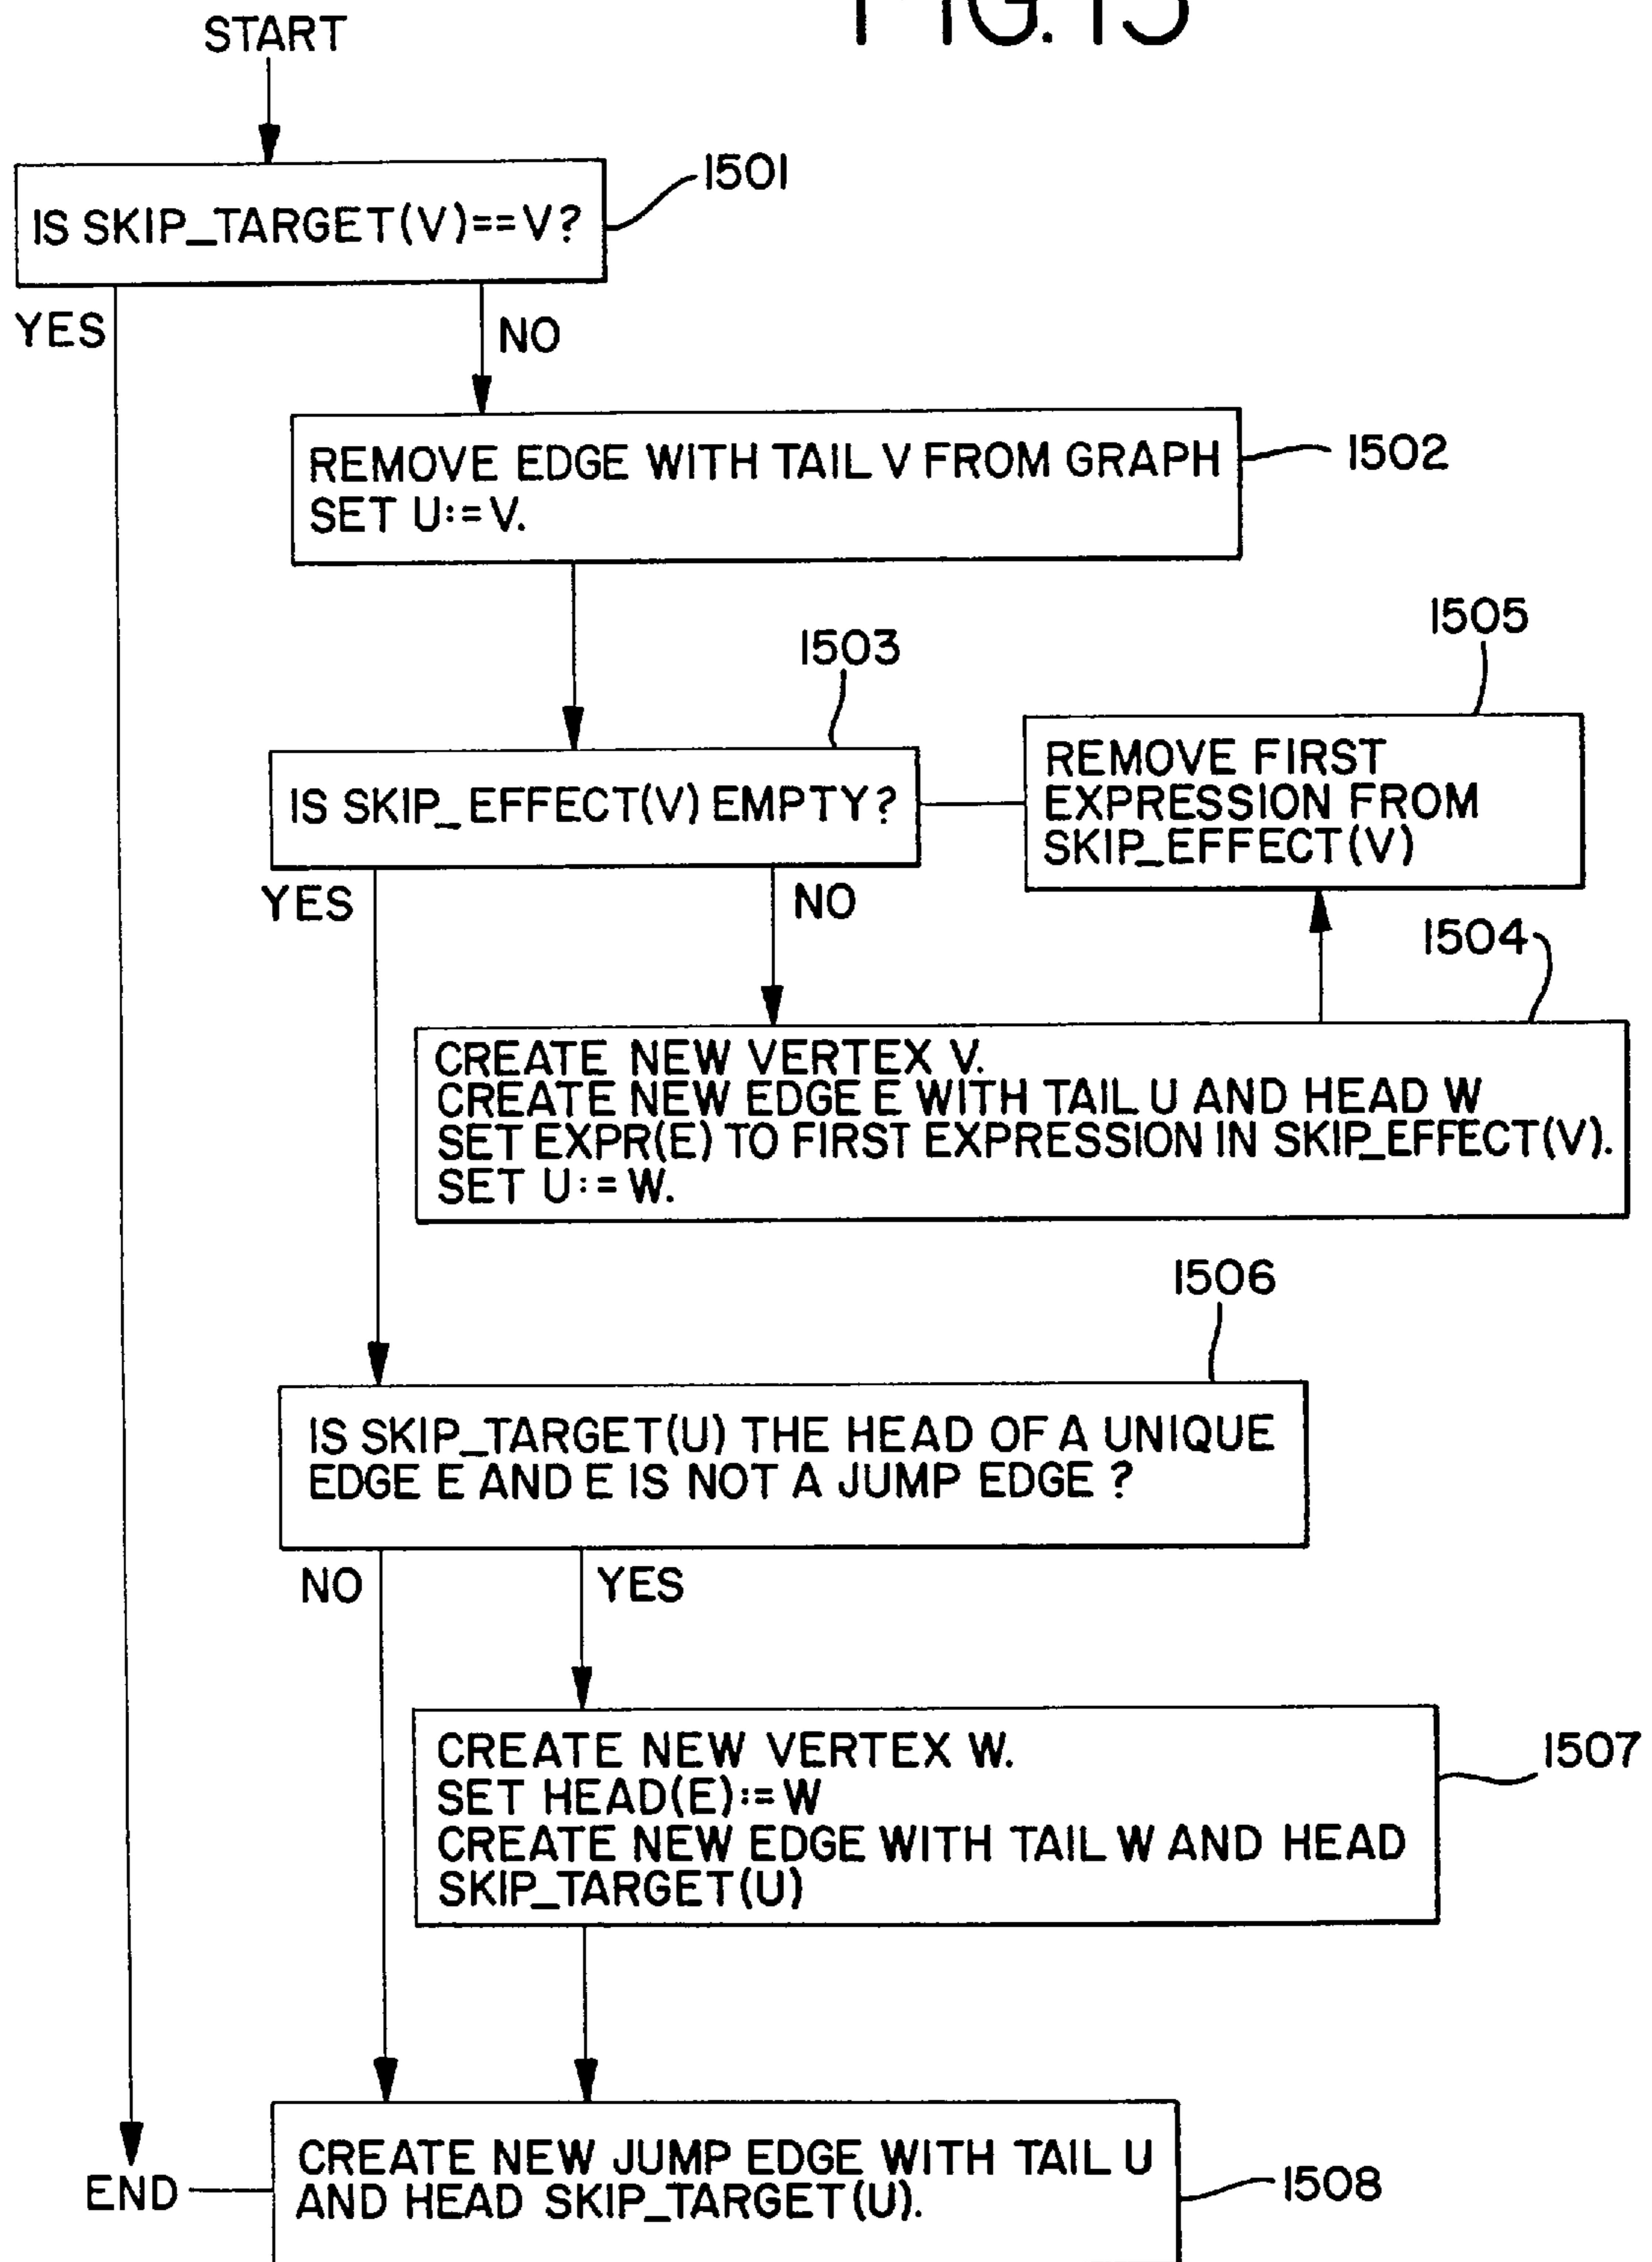 FIG. 15
START
1501
IS SKIP_TARGET(V)==V?
YES
NO
REMOVE EDGE WITH TAIL V FROM GRAPH
SET U:=V.
1502
1503
1505
IS SKIP_EFFECT(V) EMPTY?
REMOVE FIRST
EXPRESSION FROM
SKIP_EFFECT(V)
YES
NO
1504
CREATE NEW VERTEX V.
CREATE NEW EDGE E WITH TAIL U AND HEAD W
SET EXPR(E) TO FIRST EXPRESSION IN SKIP_EFFECT(V).
SET U:=W.
1506
IS SKIP_TARGET(U) THE HEAD OF A UNIQUE
EDGE E AND E IS NOT A JUMP EDGE ?
NO
YES
CREATE NEW VERTEX W.
SET HEAD(E):=W
CREATE NEW EDGE WITH TAIL W AND HEAD
SKIP_TARGET(U)
1507
CREATE NEW JUMP EDGE WITH TAIL U
AND HEAD SKIP_TARGET(U).
END
1508